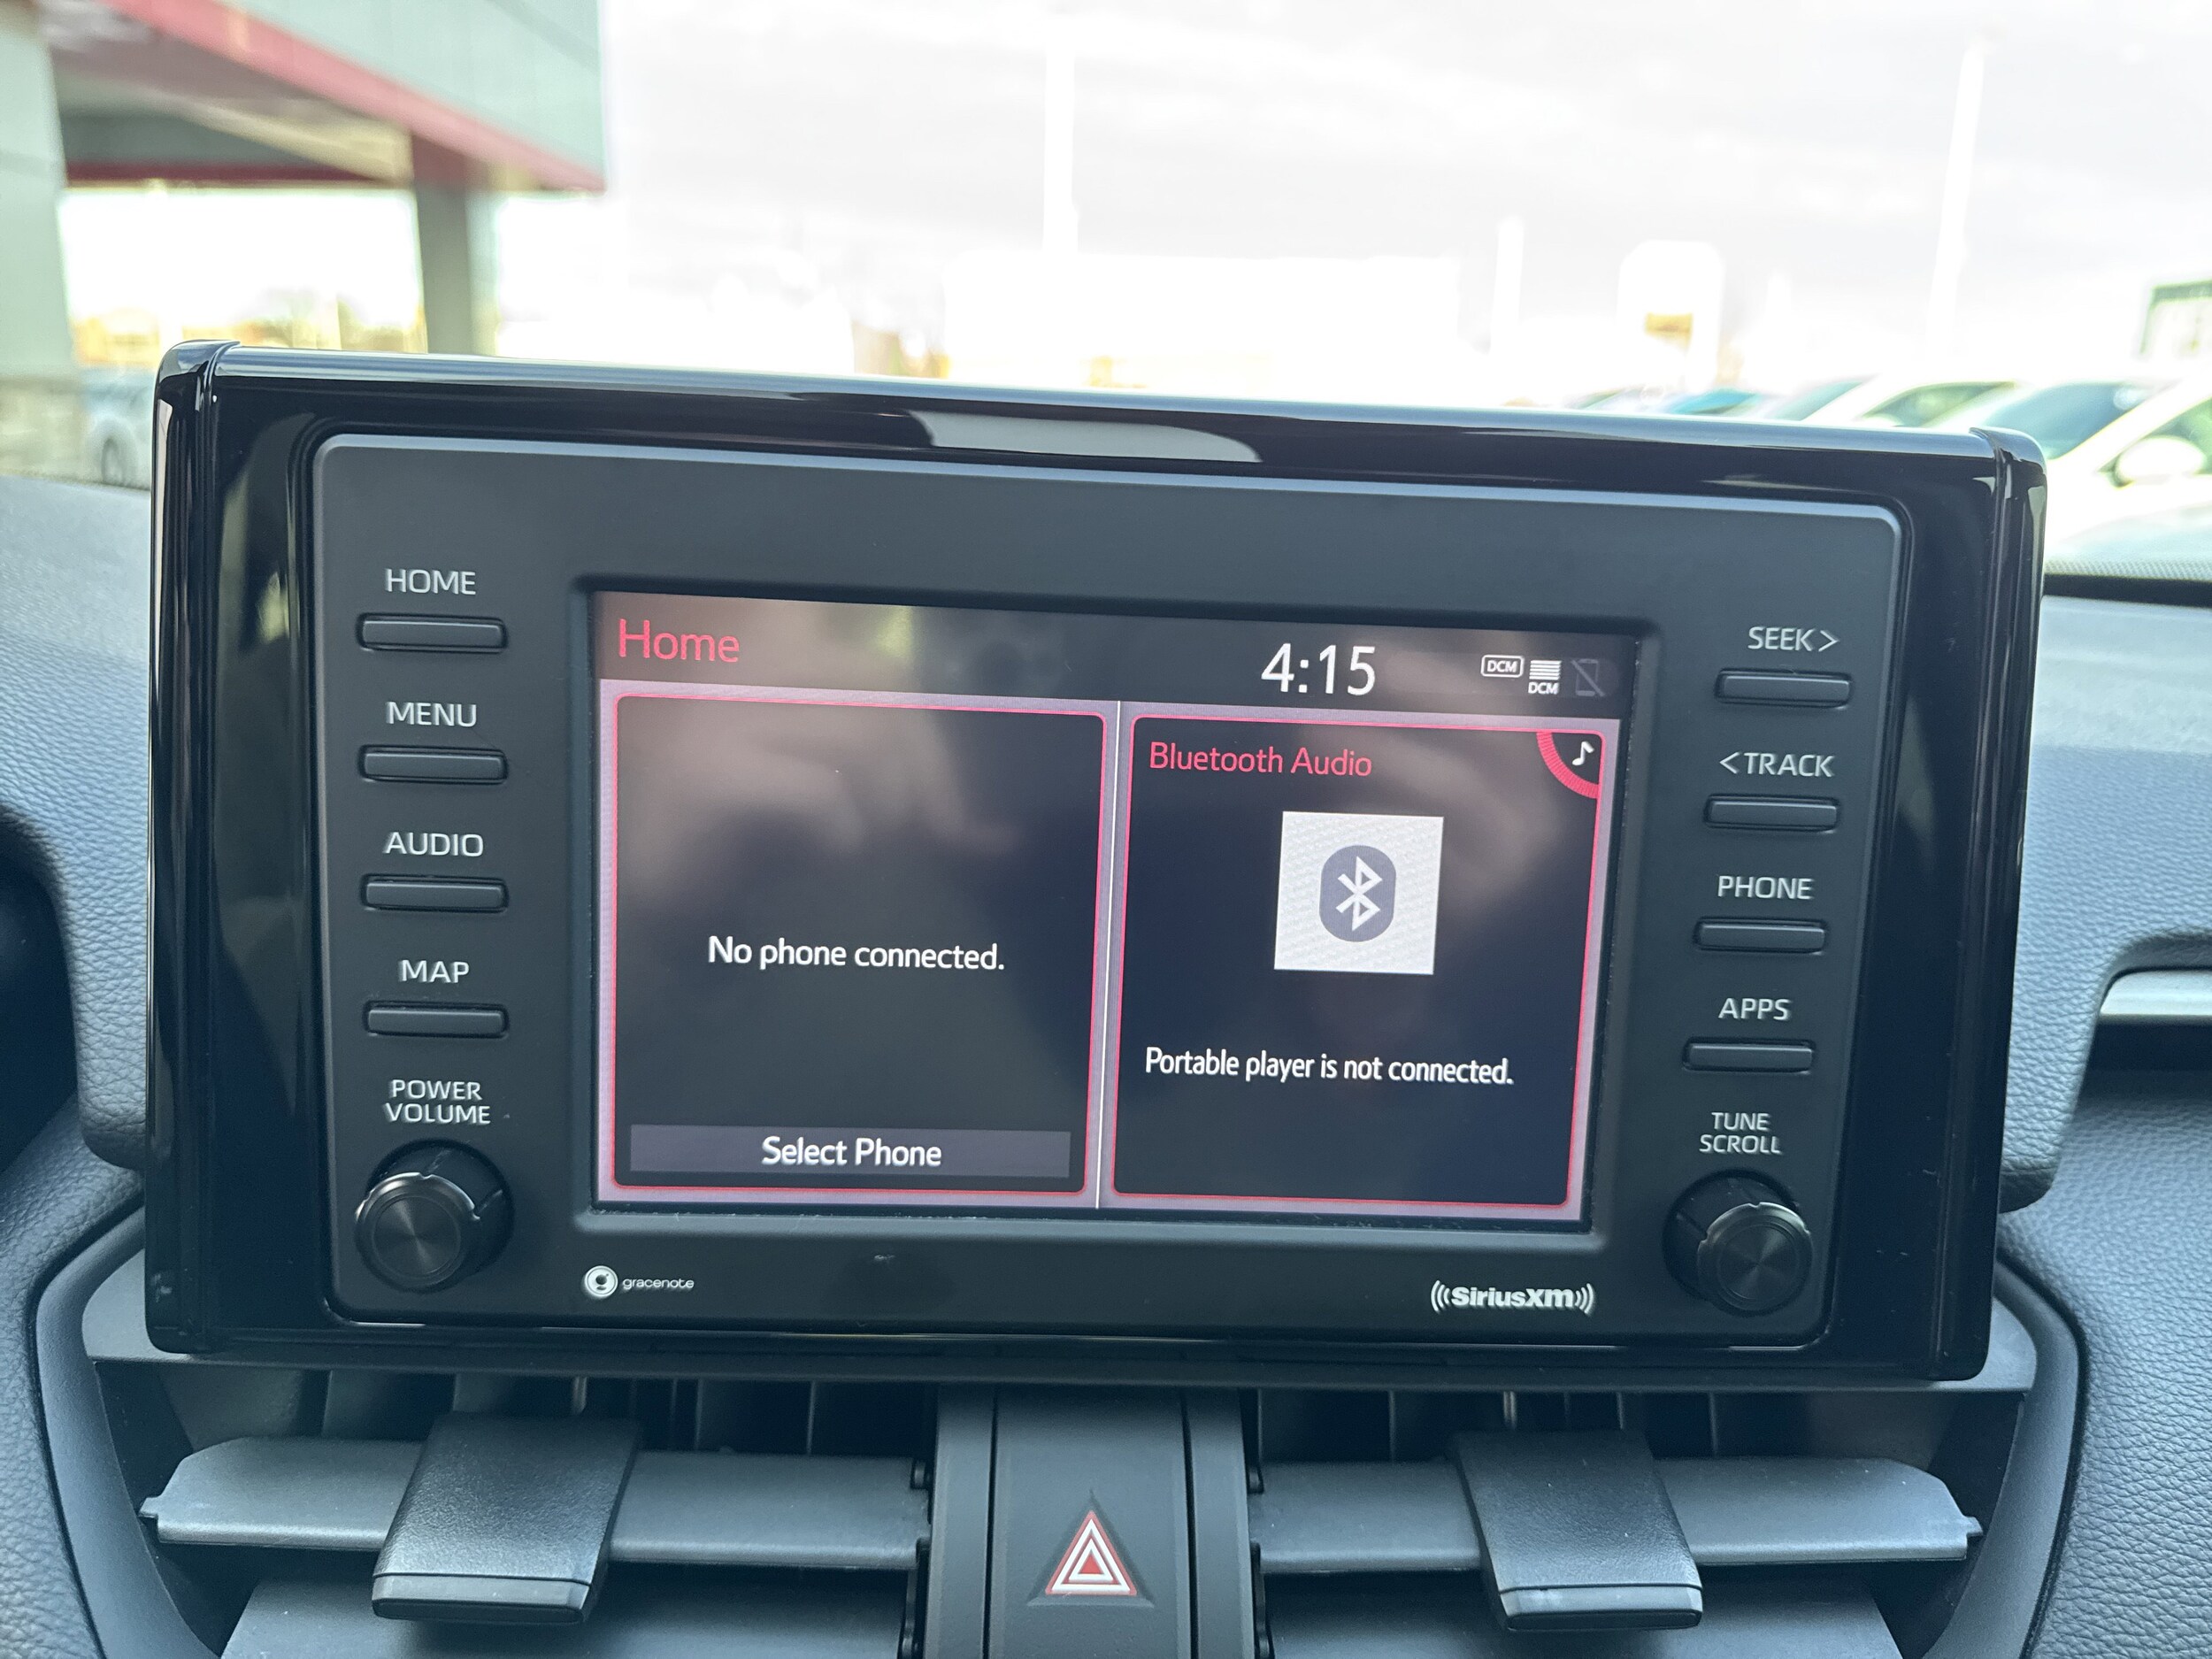 HOME
MENU
AUDIO
MAP
POWER
VOLUME
Home
4:15
DCM
DCM
No phone connected.
Select Phone
Bluetooth Audio
Portable player is not connected.
SEEK >
< TRACK
PHONE
APPS
TUNE
SCROLL
gracenote
SiriusXM